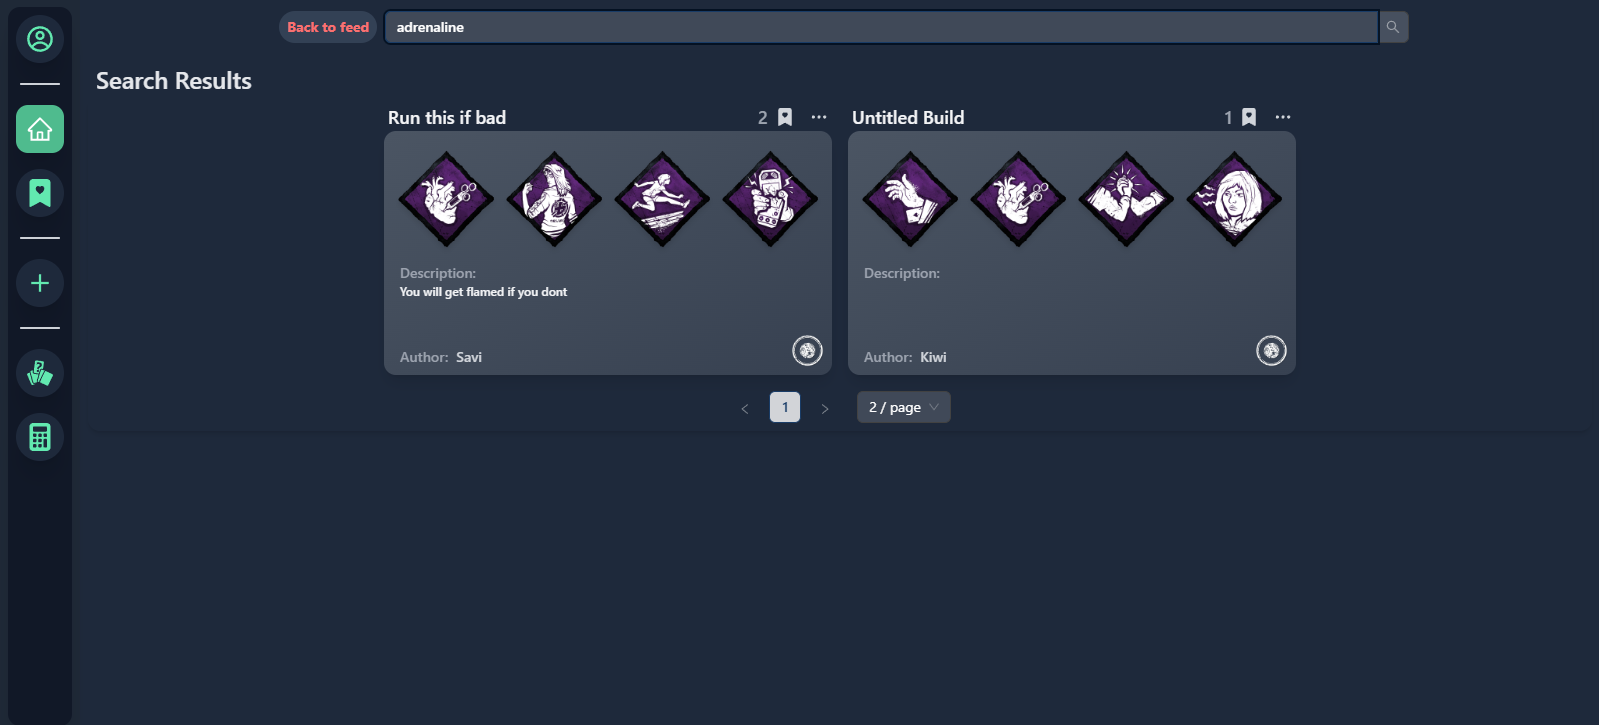 Back to feed
adrenaline
Search Results
Run this if bad
2
Untitled Build
1
Description:
You will get flamed if you dont
Author: Savi
Description:
Author: Kiwi
< 1 >
2 / page